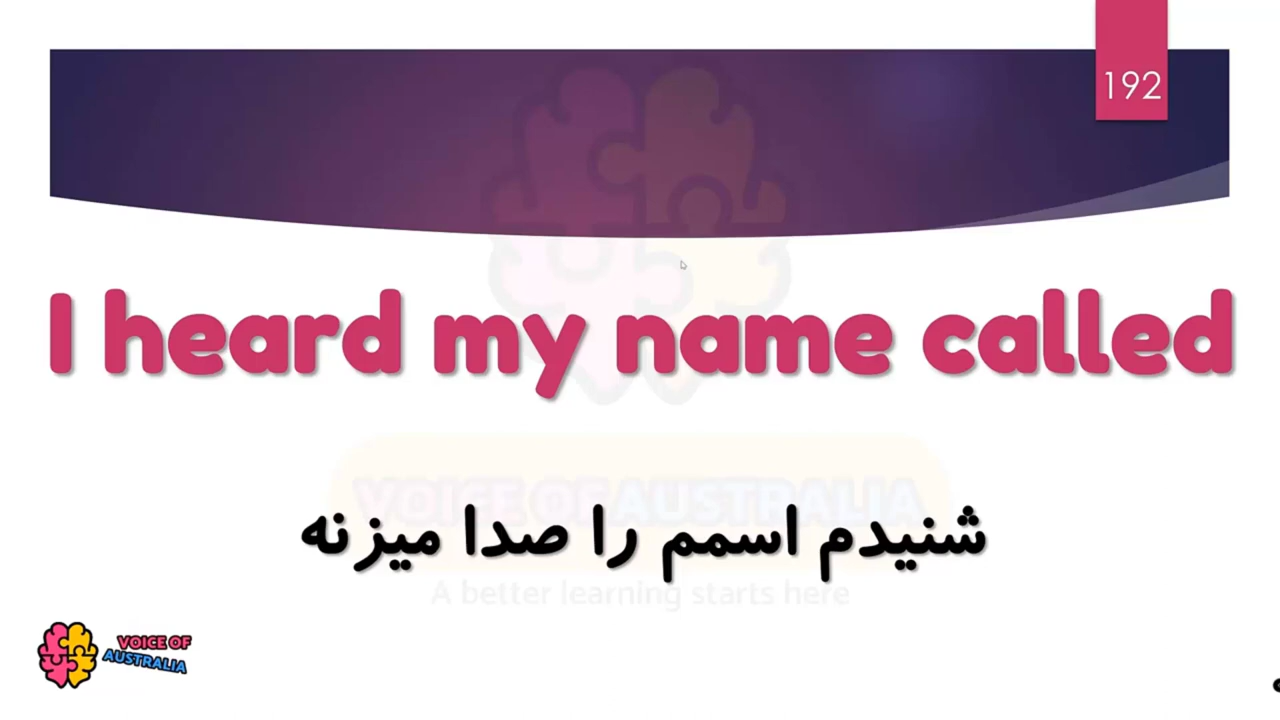 192
I heard my name called
VOICE OF AUSTRALIA
شنیدم اسمم را صدا میزنه
A better learning starts here
VOICE OF
AUSTRALIA